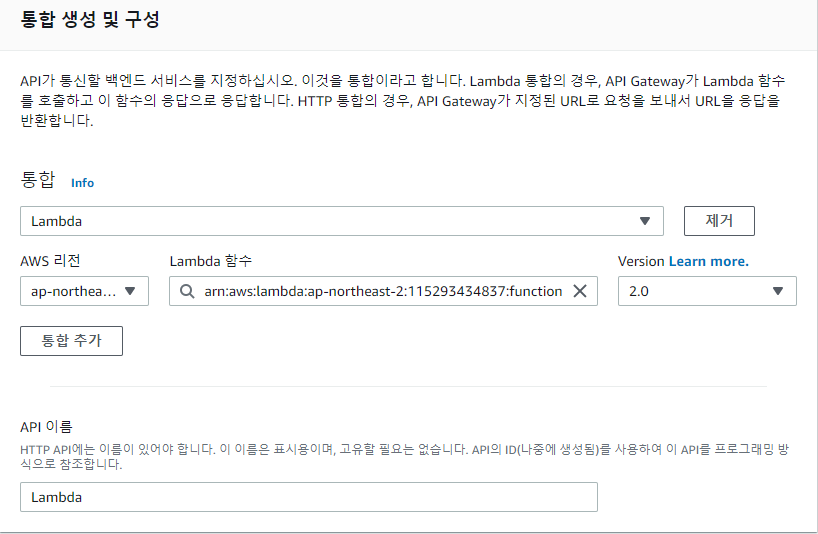 통합 생성 및 구성
API가 통신할 백엔드 서비스를 지정하십시오. 이것을 통합이라고 합니다. Lambda 통합의 경우, API Gateway가 Lambda 함수
를 호출하고 이 함수의 응답으로 응답합니다. HTTP 통합의 경우, API Gateway가 지정된 URL로 요청을 보내서 URL을 응답을
반환합니다.
통합 Info
Lambda
제거
AWS 리전
Lambda 함수
Version Learn more.
ap-northea...
arn:aws:lambda:ap-northeast-2:115293434837:function
2.0
통합 추가
API 이름
HTTP API에는 이름이 있어야 합니다. 이 이름은 표시용이며, 고유할 필요는 없습니다. API의 ID(나중에 생성됨)를 사용하여 이 API를 프로그래밍 방
식으로 참조합니다.
Lambda